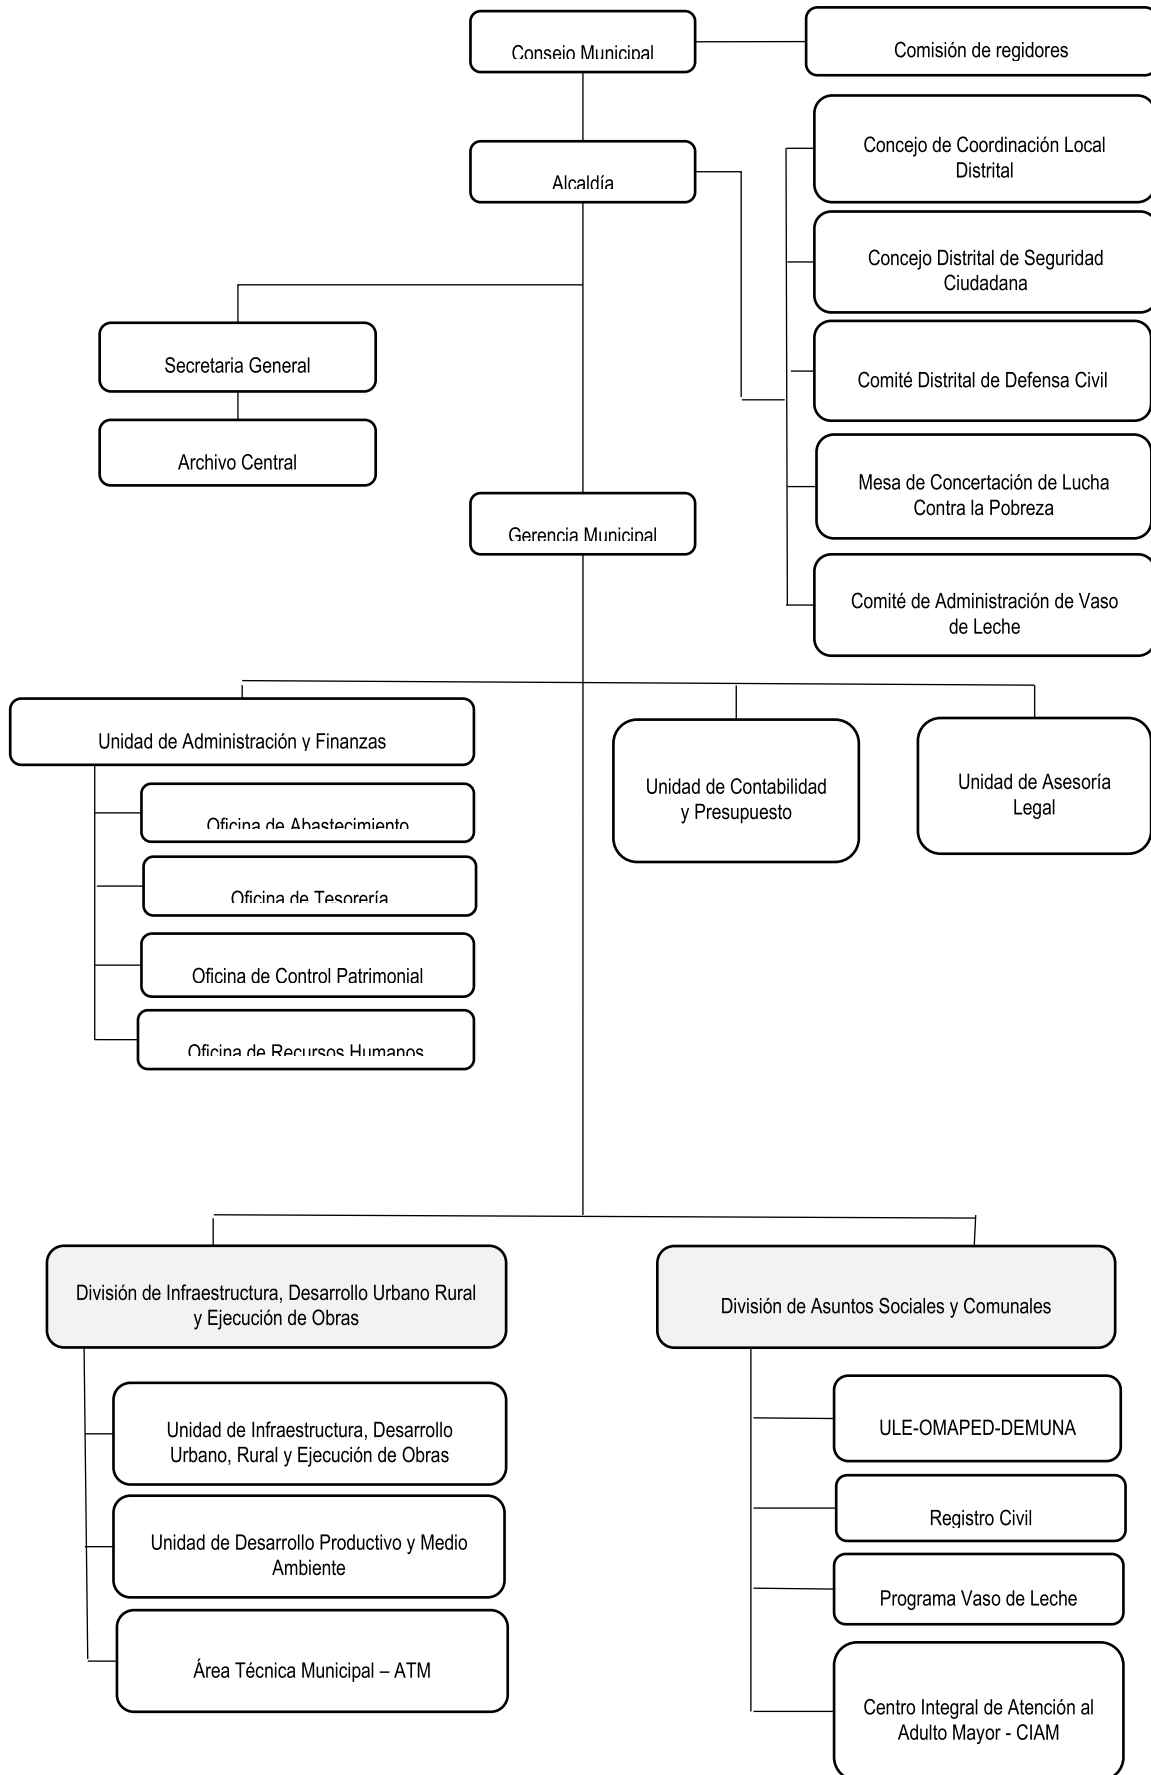 Consejo Municipal
Comisión de regidores
Concejo de Coordinación Local
Distrital
Alcaldía
Concejo Distrital de Seguridad
Ciudadana
Secretaria General
Comité Distrital de Defensa Civil
Archivo Central
Mesa de Concertación de Lucha
Contra la Pobreza
Gerencia Municipal
Comité de Administración de Vaso
de Leche
Unidad de Administración y Finanzas
Unidad de Contabilidad
y Presupuesto
Unidad de Asesoría
Legal
Oficina de Abastecimiento
Oficina de Tesorería
Oficina de Control Patrimonial
Oficina de Recursos Humanos
División de Infraestructura, Desarrollo Urbano Rural
y Ejecución de Obras
División de Asuntos Sociales y Comunales
Unidad de Infraestructura, Desarrollo
Urbano, Rural y Ejecución de Obras
Unidad de Desarrollo Productivo y Medio
Ambiente
Área Técnica Municipal – ATM
ULE-OMAPED-DEMUNA
Registro Civil
Programa Vaso de Leche
Centro Integral de Atención al
Adulto Mayor - CIAM